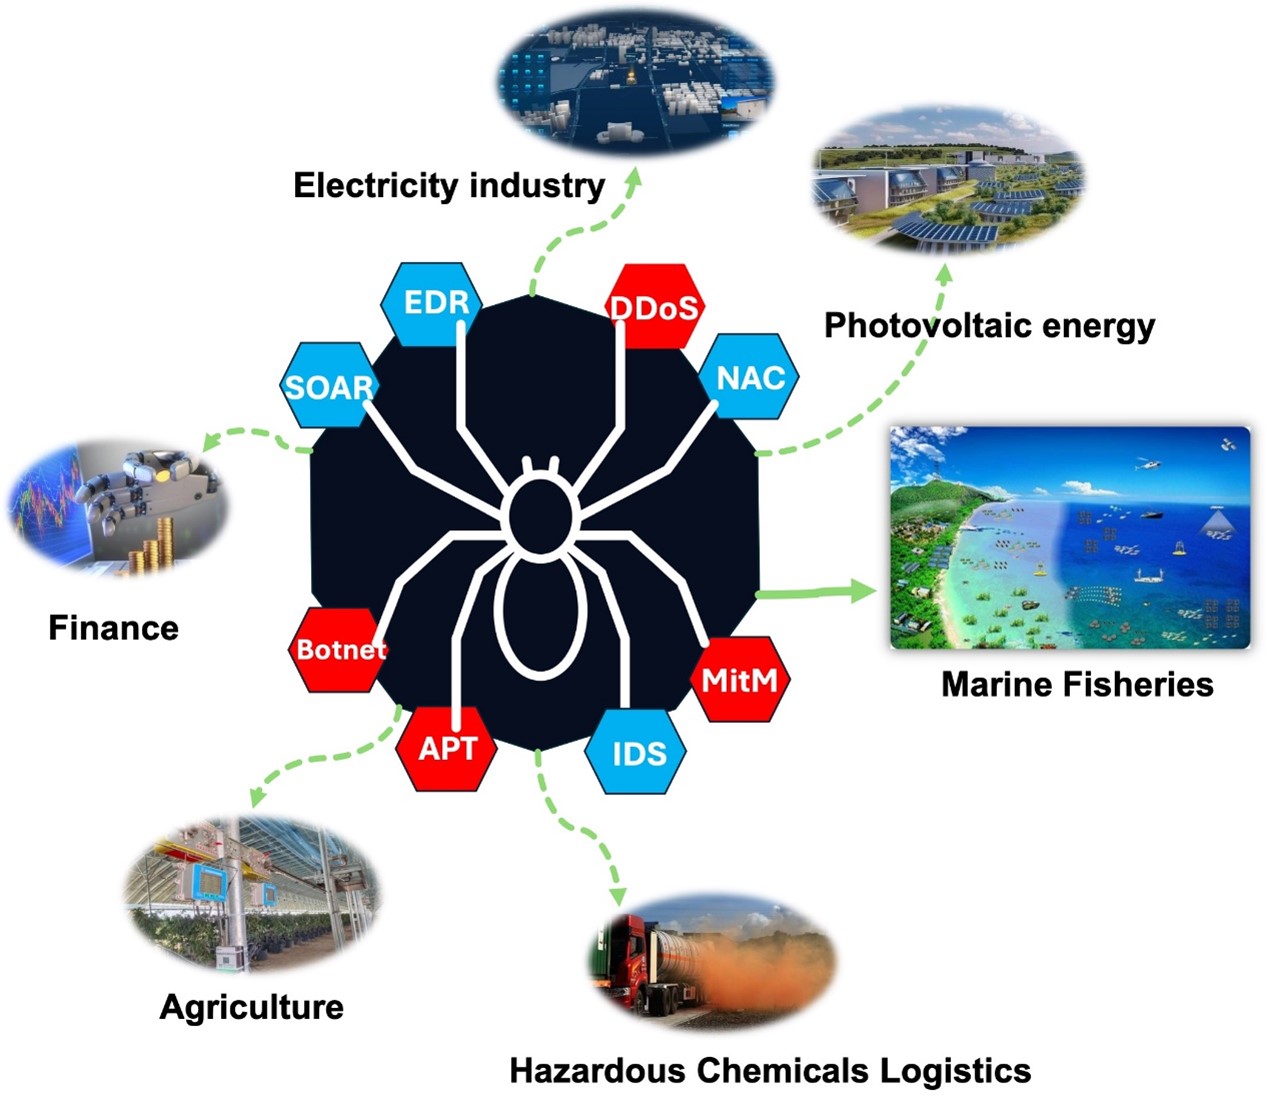 Electricity industry
EDR
DDoS
Photovoltaic energy
SOAR
NAC
Finance
Botnet
MitM
Marine Fisheries
APT
IDS
Agriculture
Hazardous Chemicals Logistics